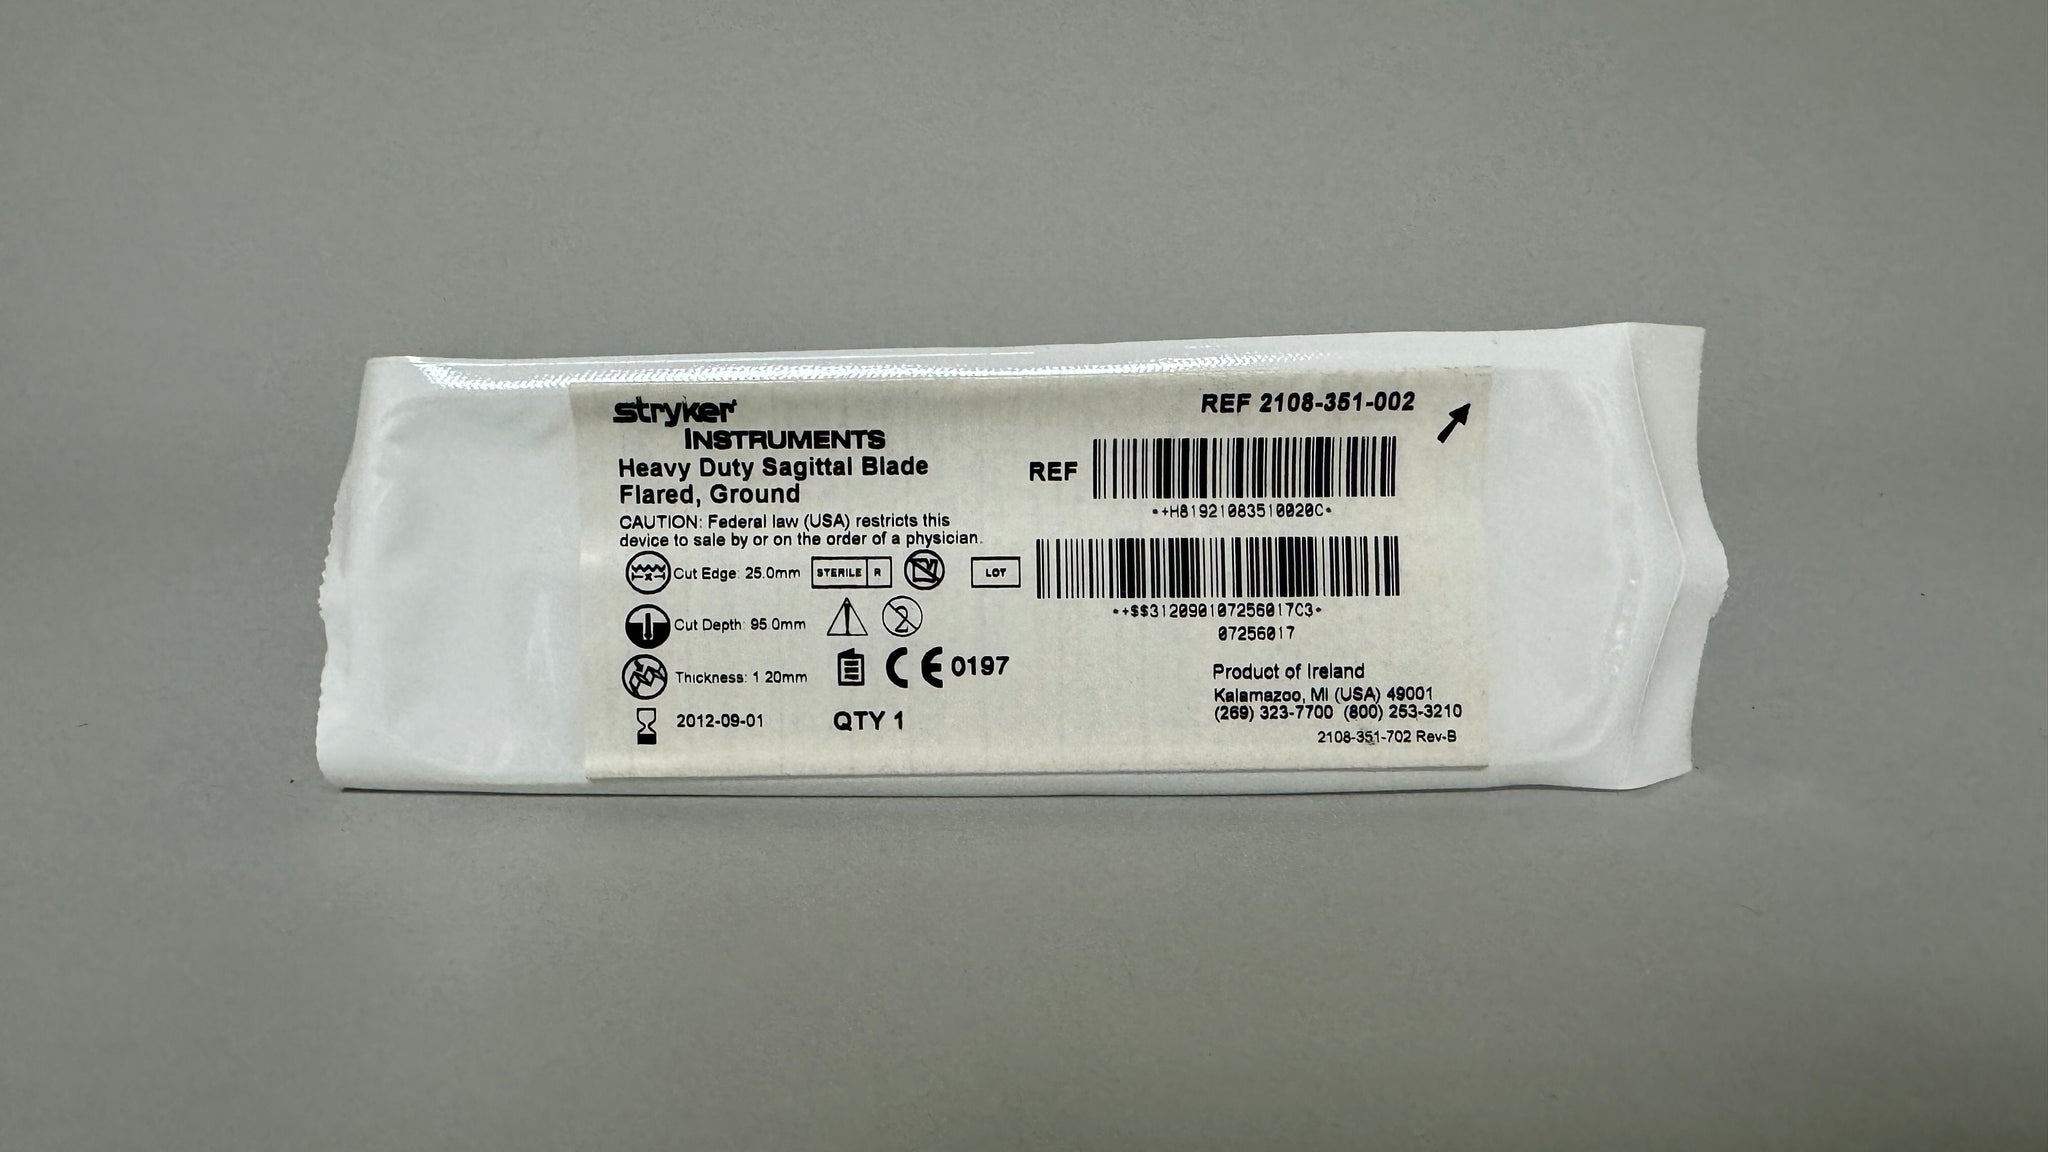 stryker
INSTRUMENTS
Heavy Duty Sagittal Blade
Flared, Ground
CAUTION: Federal law (USA) restricts this
device to sale by or on the order of a physician.
Cut Edge: 25.0mm
STERILE R
Cut Depth: 95.0mm
2
Thickness: 1.20mm
CE 0197
2012-09-01
QTY 1
REF 2108-351-002
REF
*+H81921083510020C*
LOT
*+$$312090107256017C3*
07256017
Product of Ireland
Kalamazoo, MI (USA) 49001
(269) 323-7700 (800) 253-3210
2108-351-702 Rev-B